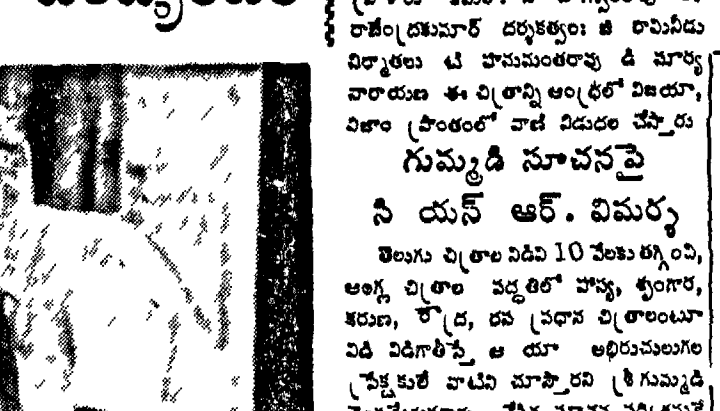 రాజేంద్రకుమార్ దర్శకత్వం: జి రామినీడు
నిర్మాతలు టి హనుమంతరావు డి సూర్య
నారాయణ ఈ చిత్రాన్ని ఆంధ్రలో విజయా,
నిజాం ప్రాంతంలో వాణి విడుదల చేస్తారు
గుమ్మడి సూచనపై
సి యస్ ఆర్. విమర్శ
తెలుగు చిత్రాల నిడివి 10 వేలకు తగ్గించి,
ఆంగ్ల చిత్రాల పద్ధతిలో హాస్య, శృంగార,
కరుణ, రౌద్ర, రస ప్రధాన చిత్రాలంటూ
విడి విడిగాతీస్తే ఆ యా అభిరుచులుగల
ప్రేక్షకులే వాటిని చూస్తారని శ్రీ గుమ్మడి